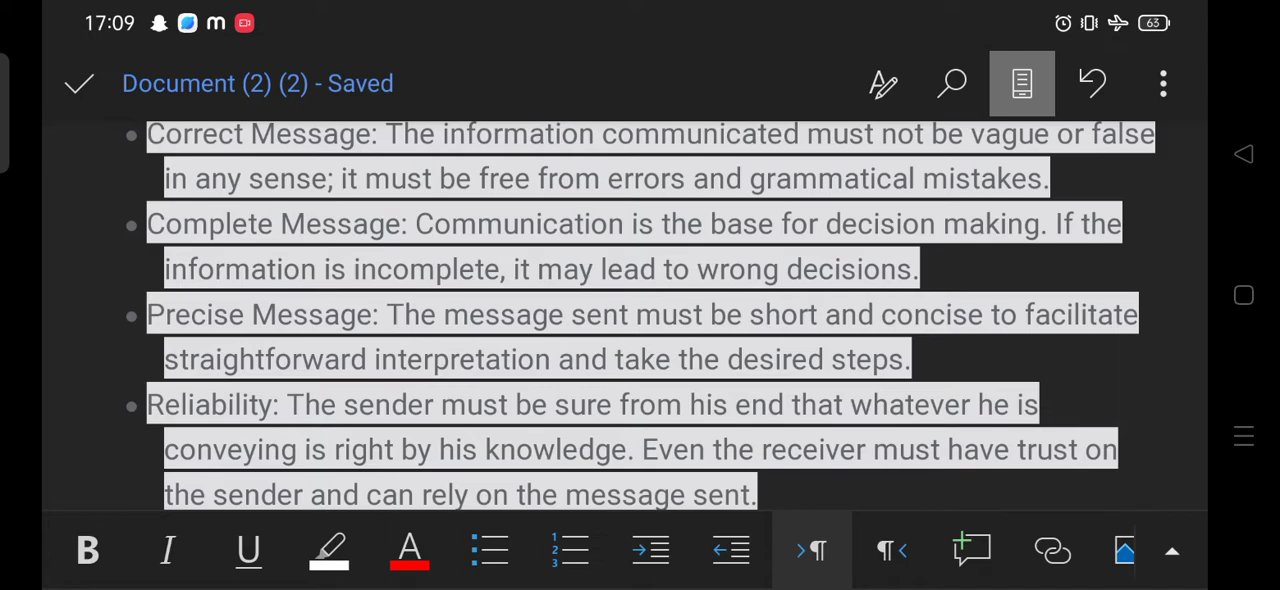 17:09 m 63
Document (2) (2) - Saved
Correct Message: The information communicated must not be vague or false
in any sense; it must be free from errors and grammatical mistakes.
Complete Message: Communication is the base for decision making. If the
information is incomplete, it may lead to wrong decisions.
Precise Message: The message sent must be short and concise to facilitate
straightforward interpretation and take the desired steps.
Reliability: The sender must be sure from his end that whatever he is
conveying is right by his knowledge. Even the receiver must have trust on
the sender and can rely on the message sent.
B I U A 1 2 3 ¶ ¶